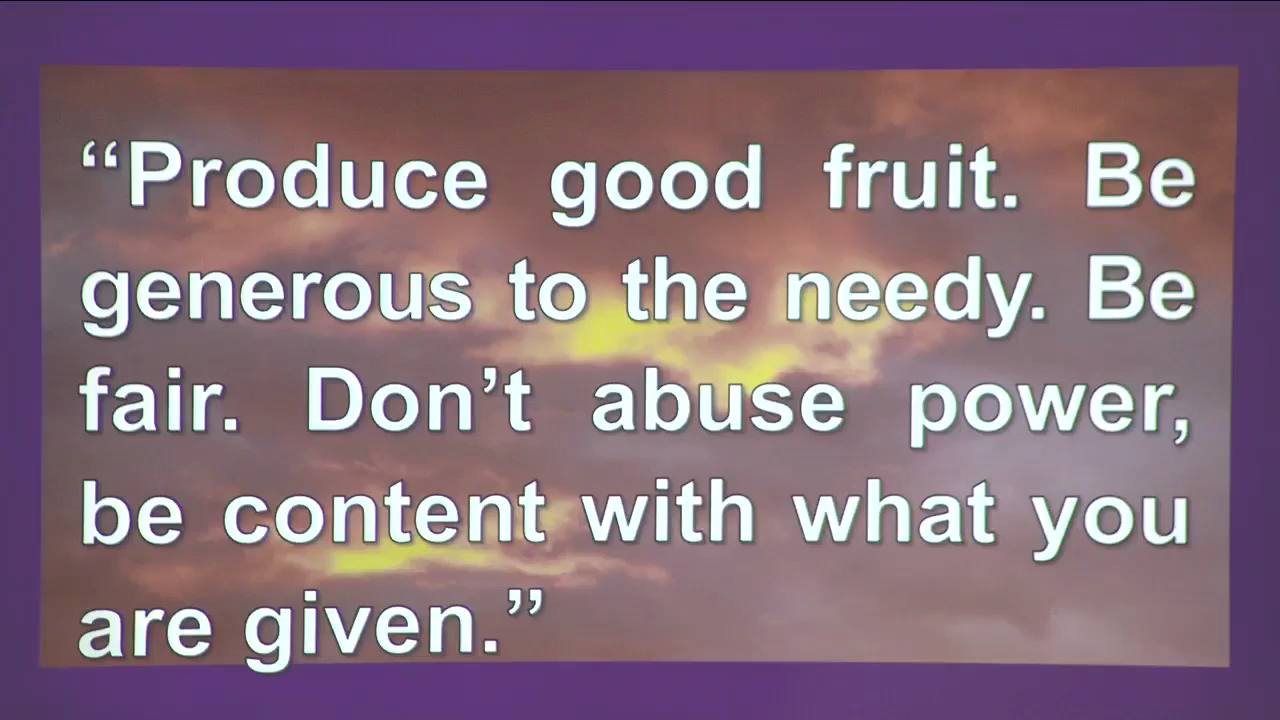 “Produce good fruit. Be
generous to the needy. Be
fair. Don’t abuse power,
be content with what you
are given.”